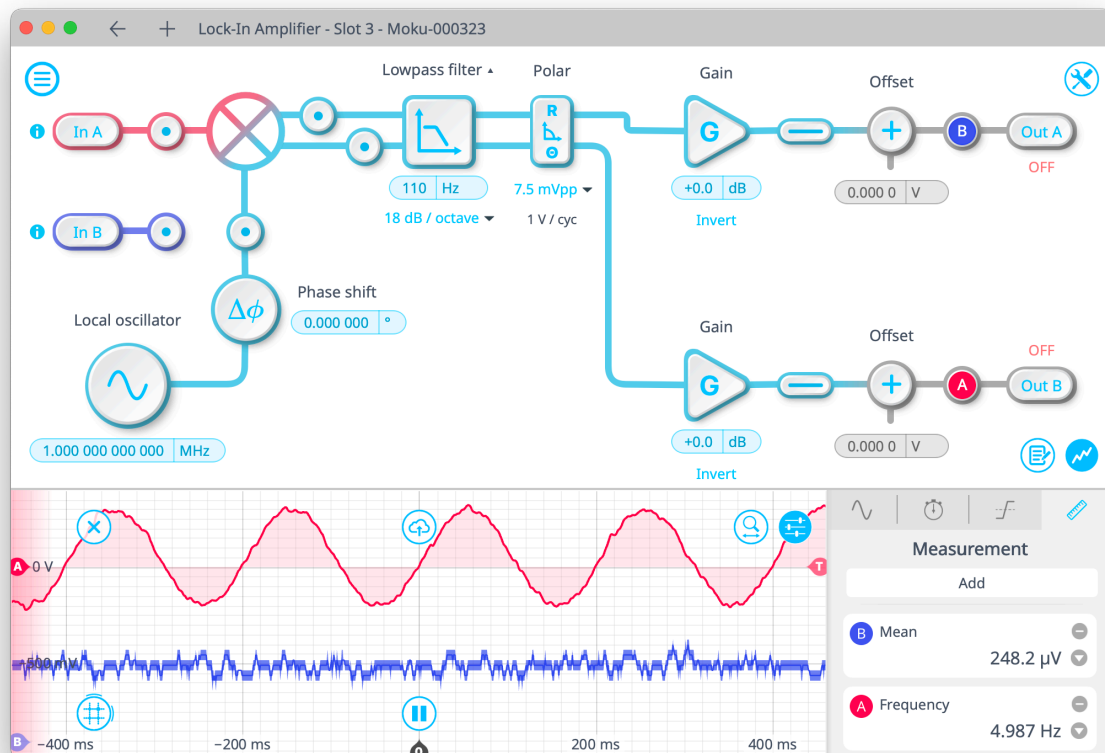 Lock-In Amplifier - Slot 3 - Moku-000323
Lowpass filter
Polar
Gain
Offset
In A
R
Θ
G
+
B
Out A
OFF
110 Hz
7.5 mVpp
+0.0 dB
0.000 0 V
18 dB / octave
1 V / cyc
Invert
In B
Δϕ
Phase shift
0.000 000 °
Local oscillator
1.000 000 000 000 MHz
Gain
Offset
OFF
G
+
A
Out B
+0.0 dB
0.000 0 V
Invert
A 0 V
T
-500 mV
B
−400 ms
−200 ms
0
200 ms
400 ms
Measurement
Add
B Mean
248.2 µV
A Frequency
4.987 Hz